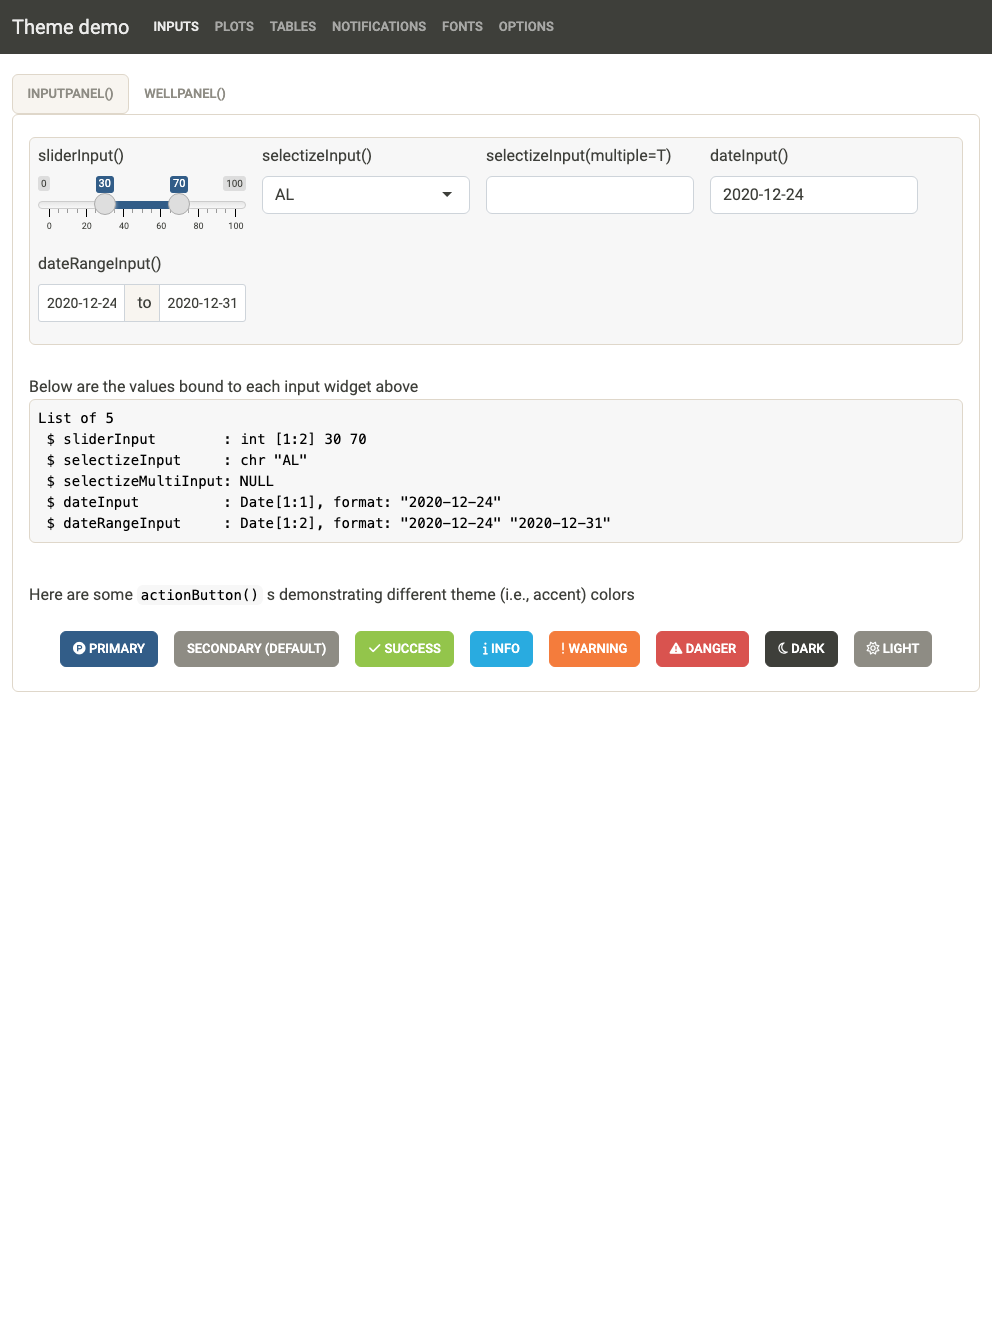 Theme demo INPUTS PLOTS TABLES NOTIFICATIONS FONTS OPTIONS
INPUTPANEL() WELLPANEL()
sliderInput() selectizeInput() selectizeInput(multiple=T) dateInput()
0 30 70 100
AL 2020-12-24
0 20 40 60 80 100
dateRangeInput()
2020-12-24 to 2020-12-31
Below are the values bound to each input widget above
List of 5
 $ sliderInput        : int [1:2] 30 70
 $ selectizeInput     : chr "AL"
 $ selectizeMultiInput: NULL
 $ dateInput          : Date[1:1], format: "2020-12-24"
 $ dateRangeInput     : Date[1:2], format: "2020-12-24" "2020-12-31"
Here are some actionButton() s demonstrating different theme (i.e., accent) colors
PRIMARY SECONDARY (DEFAULT) SUCCESS INFO WARNING DANGER DARK LIGHT